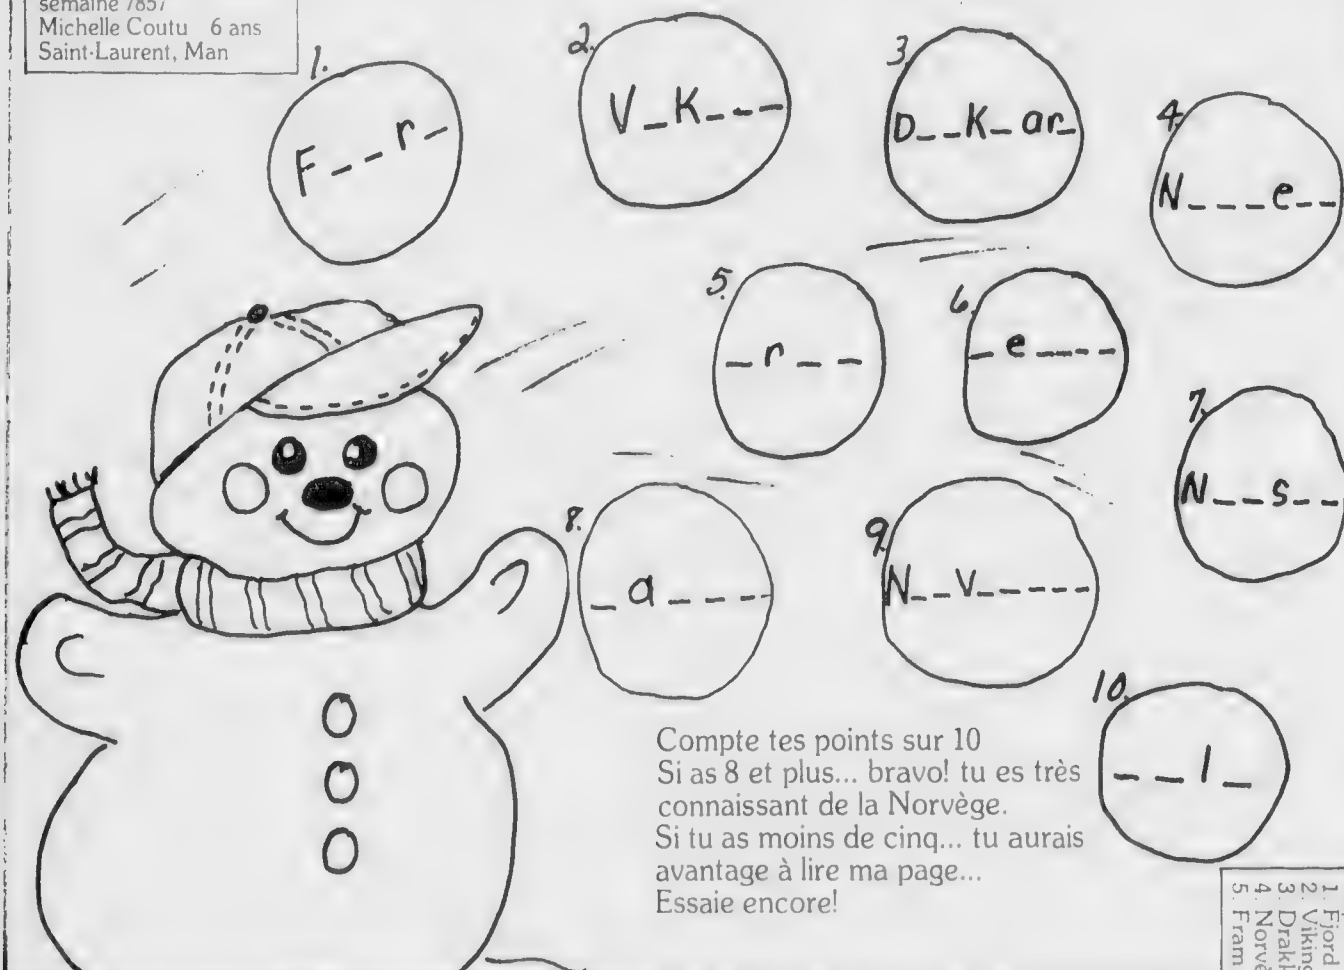 semaine 7857
Michelle Coutu 6 ans
Saint-Laurent, Man
1. F _ _ r _
2. V _ K _ _ _
3. D _ _ K _ ar _
4. N _ _ _ e _ _
5. _ r _ _
6. _ e _ _ _ _
7. N _ _ s _ _
8. _ a _ _ _ _
9. N _ _ v _ _ _ _ _
10. _ _ l _
Compte tes points sur 10
Si as 8 et plus... bravo! tu es très
connaissant de la Norvège.
Si tu as moins de cinq... tu aurais
avantage à lire ma page...
Essaie encore!
1. Fjord
2. Viking
3. Drakk
4. Norvè
5. Fram